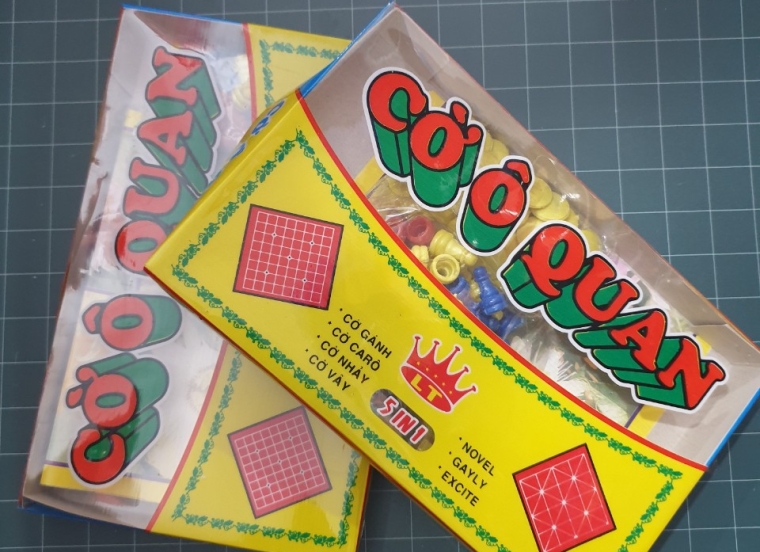 CỜ Ô QUAN
CỜ Ô QUAN
• CỜ GÁNH
• CỜ CARÔ
• CỜ NHẢY
• CỜ VÂY
LT
5 IN 1
• NOVEL
• GAYLY
• EXCITE